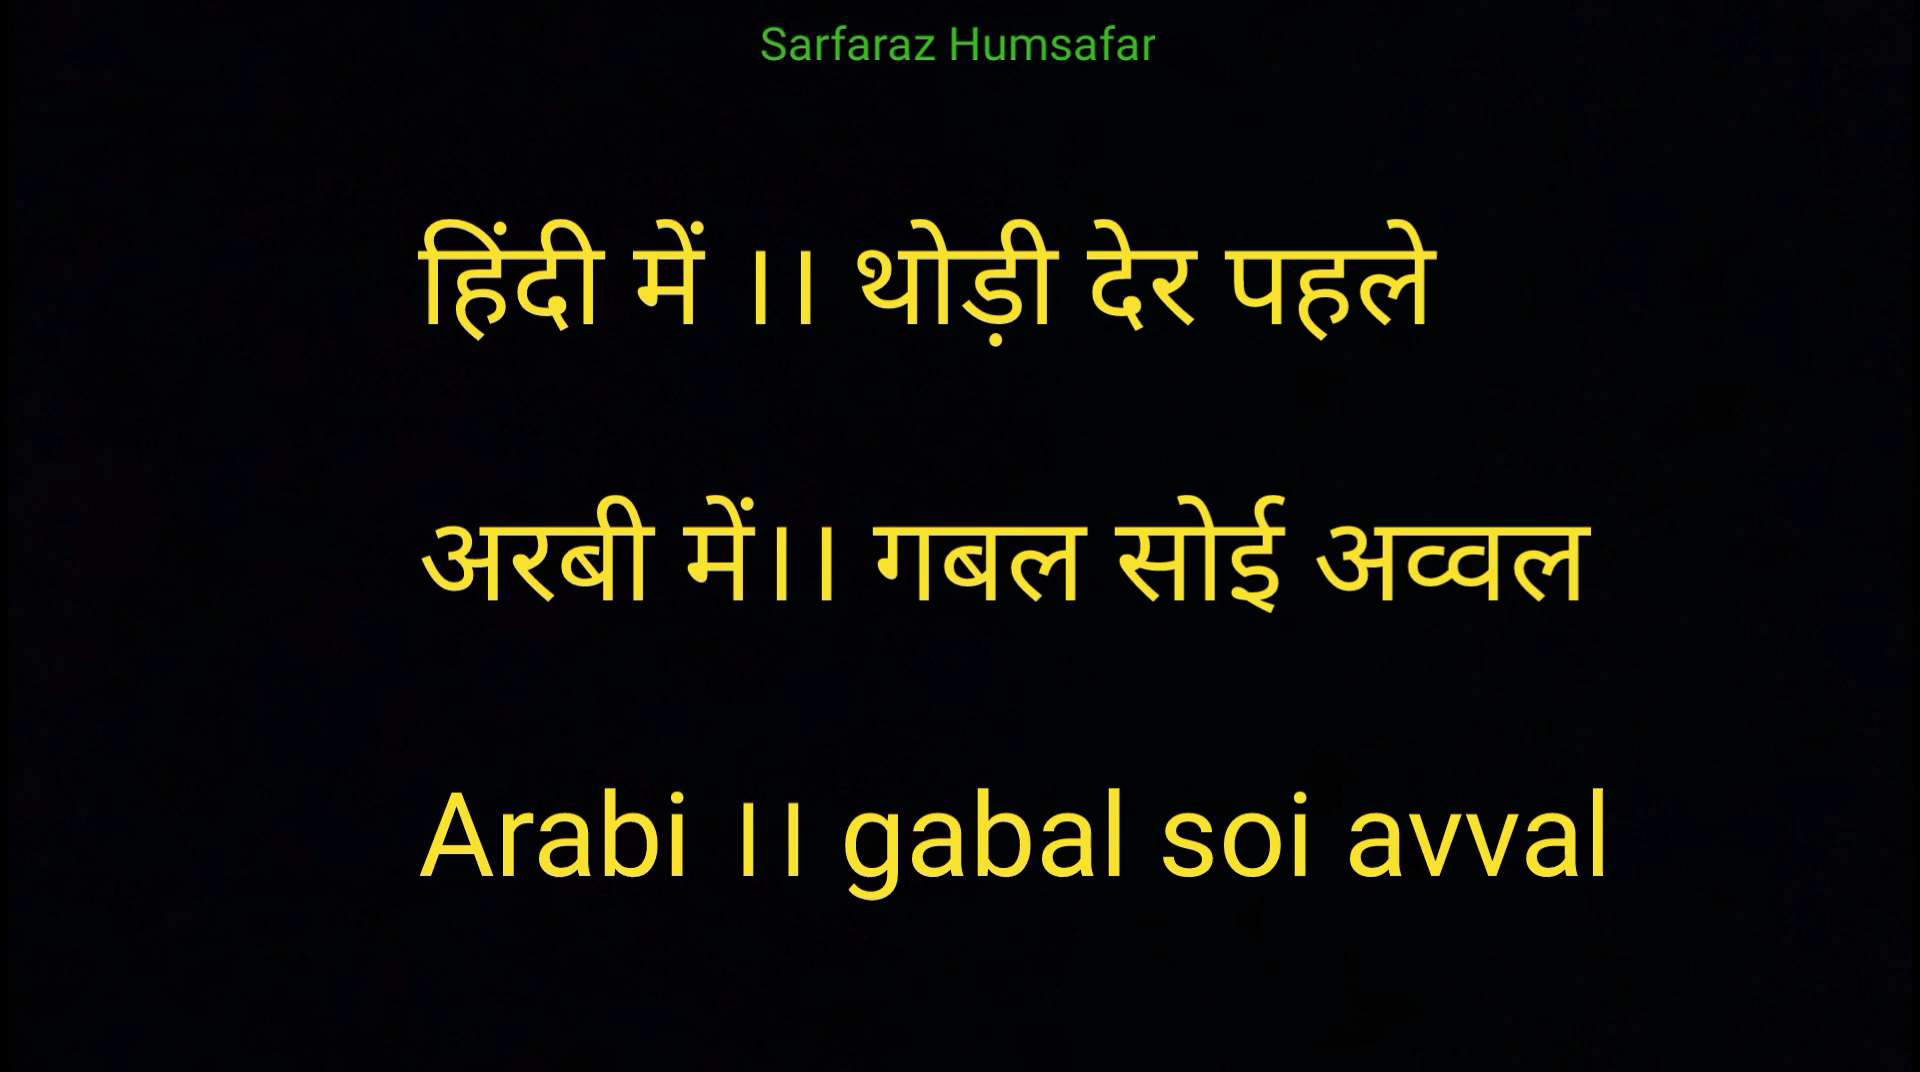 Sarfaraz Humsafar
हिंदी में ।। थोड़ी देर पहले
अरबी में।। गबल सोई अव्वल
Arabi ।। gabal soi avval